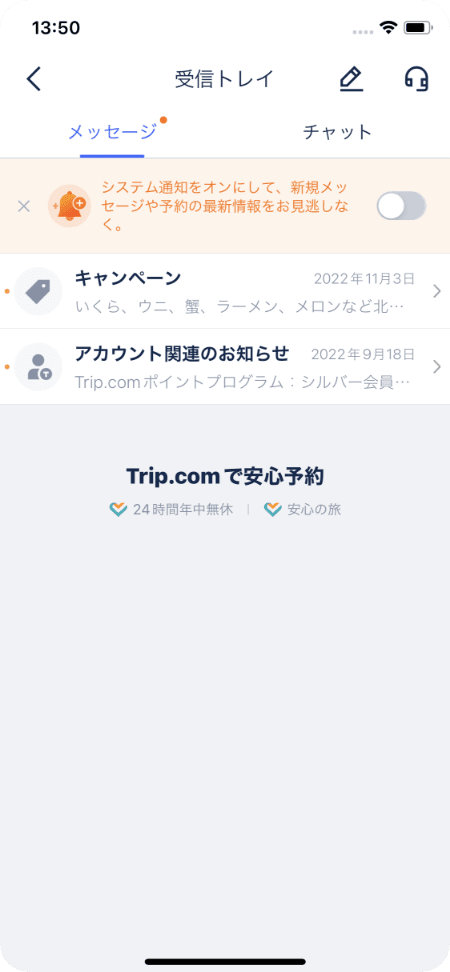 13:50
受信トレイ
メッセージ
チャット
システム通知をオンにして、新規メッ
セージや予約の最新情報をお見逃しな
く。
キャンペーン
2022年11月3日
いくら、ウニ、蟹、ラーメン、メロンなど北…
アカウント関連のお知らせ
2022年9月18日
Trip.comポイントプログラム：シルバー会員…
Trip.comで安心予約
24時間年中無休 | 安心の旅